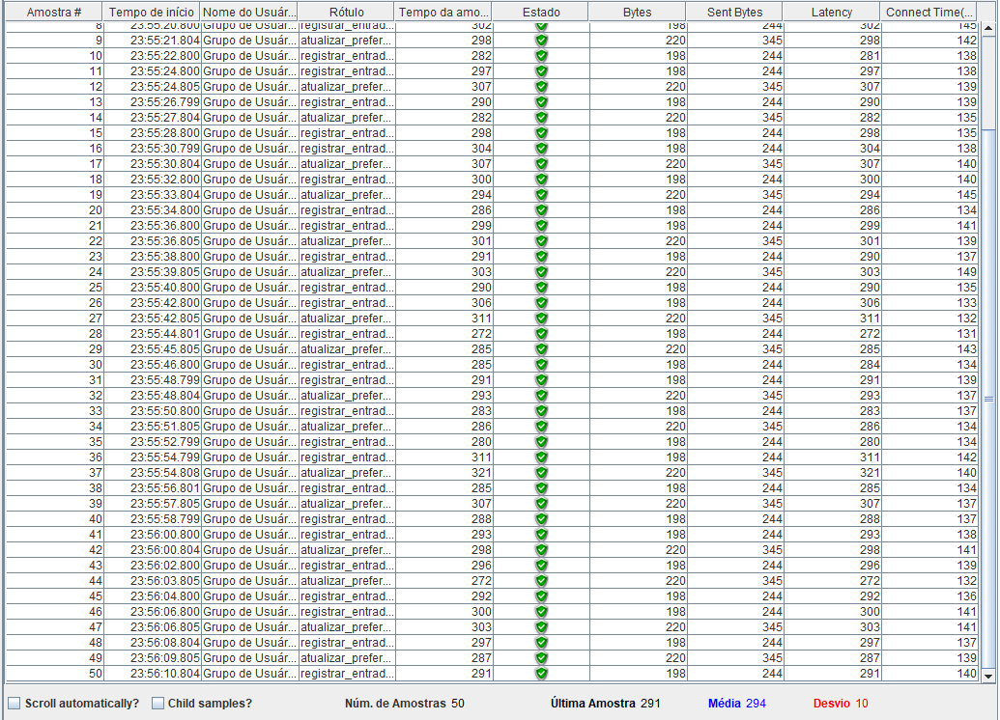 Amostra # Tempo de início Nome do Usuár... Rótulo Tempo da amo... Estado Bytes Sent Bytes Latency Connect Time(...
8 23:55:20.800 Grupo de Usuár... registrar_entrad... 302 198 244 302 145
9 23:55:21.804 Grupo de Usuár... atualizar_prefer... 298 220 345 298 142
10 23:55:22.800 Grupo de Usuár... registrar_entrad... 282 198 244 281 138
11 23:55:24.800 Grupo de Usuár... registrar_entrad... 297 198 244 297 138
12 23:55:24.805 Grupo de Usuár... atualizar_prefer... 307 220 345 307 139
13 23:55:26.799 Grupo de Usuár... registrar_entrad... 290 198 244 290 139
14 23:55:27.804 Grupo de Usuár... atualizar_prefer... 282 220 345 282 135
15 23:55:28.800 Grupo de Usuár... registrar_entrad... 298 198 244 298 135
16 23:55:30.799 Grupo de Usuár... registrar_entrad... 304 198 244 304 138
17 23:55:30.804 Grupo de Usuár... atualizar_prefer... 307 220 345 307 140
18 23:55:32.800 Grupo de Usuár... registrar_entrad... 300 198 244 300 140
19 23:55:33.804 Grupo de Usuár... atualizar_prefer... 294 220 345 294 145
20 23:55:34.800 Grupo de Usuár... registrar_entrad... 286 198 244 286 134
21 23:55:36.800 Grupo de Usuár... registrar_entrad... 299 198 244 299 141
22 23:55:36.805 Grupo de Usuár... atualizar_prefer... 301 220 345 301 139
23 23:55:38.800 Grupo de Usuár... registrar_entrad... 291 198 244 290 137
24 23:55:39.805 Grupo de Usuár... atualizar_prefer... 303 220 345 303 149
25 23:55:40.800 Grupo de Usuár... registrar_entrad... 290 198 244 290 135
26 23:55:42.800 Grupo de Usuár... registrar_entrad... 306 198 244 306 133
27 23:55:42.805 Grupo de Usuár... atualizar_prefer... 311 220 345 311 132
28 23:55:44.801 Grupo de Usuár... registrar_entrad... 272 198 244 272 131
29 23:55:45.805 Grupo de Usuár... atualizar_prefer... 285 220 345 285 143
30 23:55:46.800 Grupo de Usuár... registrar_entrad... 285 198 244 284 134
31 23:55:48.799 Grupo de Usuár... registrar_entrad... 291 198 244 291 139
32 23:55:48.804 Grupo de Usuár... atualizar_prefer... 293 220 345 293 137
33 23:55:50.800 Grupo de Usuár... registrar_entrad... 283 198 244 283 137
34 23:55:51.805 Grupo de Usuár... atualizar_prefer... 286 220 345 286 134
35 23:55:52.799 Grupo de Usuár... registrar_entrad... 280 198 244 280 134
36 23:55:54.799 Grupo de Usuár... registrar_entrad... 311 198 244 311 142
37 23:55:54.808 Grupo de Usuár... atualizar_prefer... 321 220 345 321 140
38 23:55:56.801 Grupo de Usuár... registrar_entrad... 285 198 244 285 134
39 23:55:57.805 Grupo de Usuár... atualizar_prefer... 307 220 345 307 137
40 23:55:58.799 Grupo de Usuár... registrar_entrad... 288 198 244 288 137
41 23:56:00.800 Grupo de Usuár... registrar_entrad... 293 198 244 293 138
42 23:56:00.804 Grupo de Usuár... atualizar_prefer... 298 220 345 298 141
43 23:56:02.800 Grupo de Usuár... registrar_entrad... 296 198 244 296 139
44 23:56:03.805 Grupo de Usuár... atualizar_prefer... 272 220 345 272 132
45 23:56:04.800 Grupo de Usuár... registrar_entrad... 292 198 244 292 136
46 23:56:06.800 Grupo de Usuár... registrar_entrad... 300 198 244 300 141
47 23:56:06.805 Grupo de Usuár... atualizar_prefer... 303 220 345 303 141
48 23:56:08.804 Grupo de Usuár... registrar_entrad... 297 198 244 297 137
49 23:56:09.805 Grupo de Usuár... atualizar_prefer... 287 220 345 287 139
50 23:56:10.804 Grupo de Usuár... registrar_entrad... 291 198 244 291 140
Scroll automatically? Child samples? Núm. de Amostras 50 Última Amostra 291 Média 294 Desvio 10